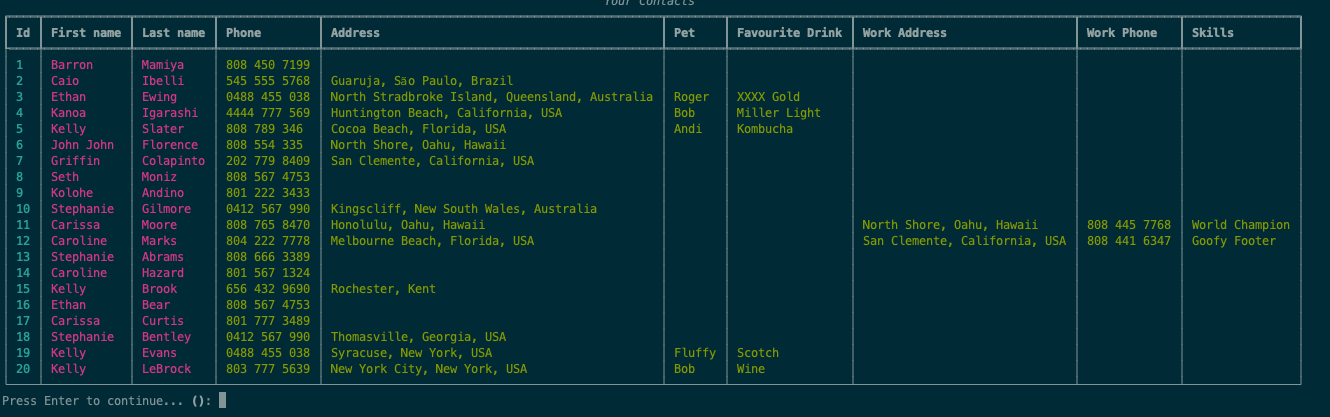 Your Contacts
Id First name Last name Phone Address Pet Favourite Drink Work Address Work Phone Skills
1 Barron Mamiya 808 450 7199
2 Caio Ibelli 545 555 5768 Guaruja, São Paulo, Brazil
3 Ethan Ewing 0488 455 038 North Stradbroke Island, Queensland, Australia Roger XXXX Gold
4 Kanoa Igarashi 4444 777 569 Huntington Beach, California, USA Bob Miller Light
5 Kelly Slater 808 789 346 Cocoa Beach, Florida, USA Andi Kombucha
6 John John Florence 808 554 335 North Shore, Oahu, Hawaii
7 Griffin Colapinto 202 779 8409 San Clemente, California, USA
8 Seth Moniz 808 567 4753
9 Kolohe Andino 801 222 3433
10 Stephanie Gilmore 0412 567 990 Kingscliff, New South Wales, Australia
11 Carissa Moore 808 765 8470 Honolulu, Oahu, Hawaii North Shore, Oahu, Hawaii 808 445 7768 World Champion
12 Caroline Marks 804 222 7778 Melbourne Beach, Florida, USA San Clemente, California, USA 808 441 6347 Goofy Footer
13 Stephanie Abrams 808 666 3389
14 Caroline Hazard 801 567 1324
15 Kelly Brook 656 432 9690 Rochester, Kent
16 Ethan Bear 808 567 4753
17 Carissa Curtis 801 777 3489
18 Stephanie Bentley 0412 567 990 Thomasville, Georgia, USA
19 Kelly Evans 0488 455 038 Syracuse, New York, USA Fluffy Scotch
20 Kelly LeBrock 803 777 5639 New York City, New York, USA Bob Wine
Press Enter to continue... ():